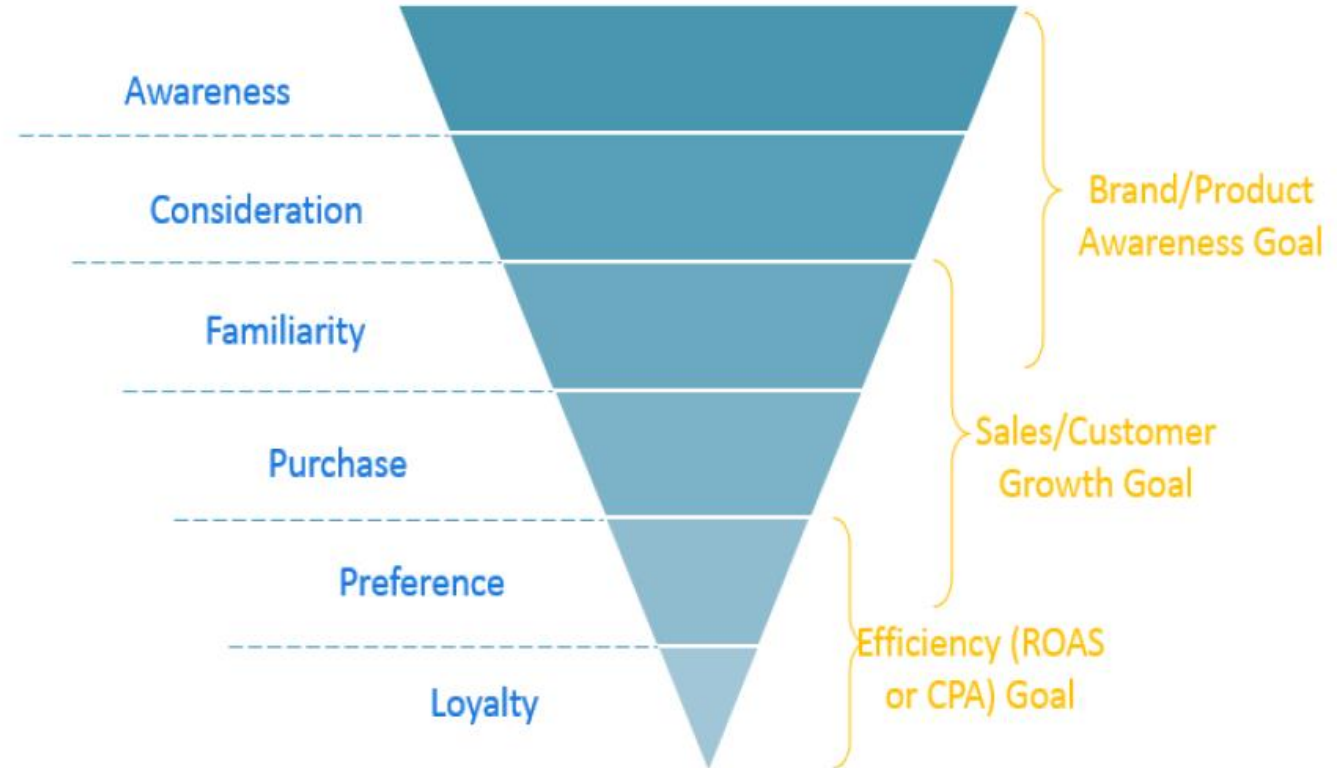 Awareness
Consideration
Familiarity
Purchase
Preference
Loyalty
Brand/Product
Awareness Goal
Sales/Customer
Growth Goal
Efficiency (ROAS
or CPA) Goal